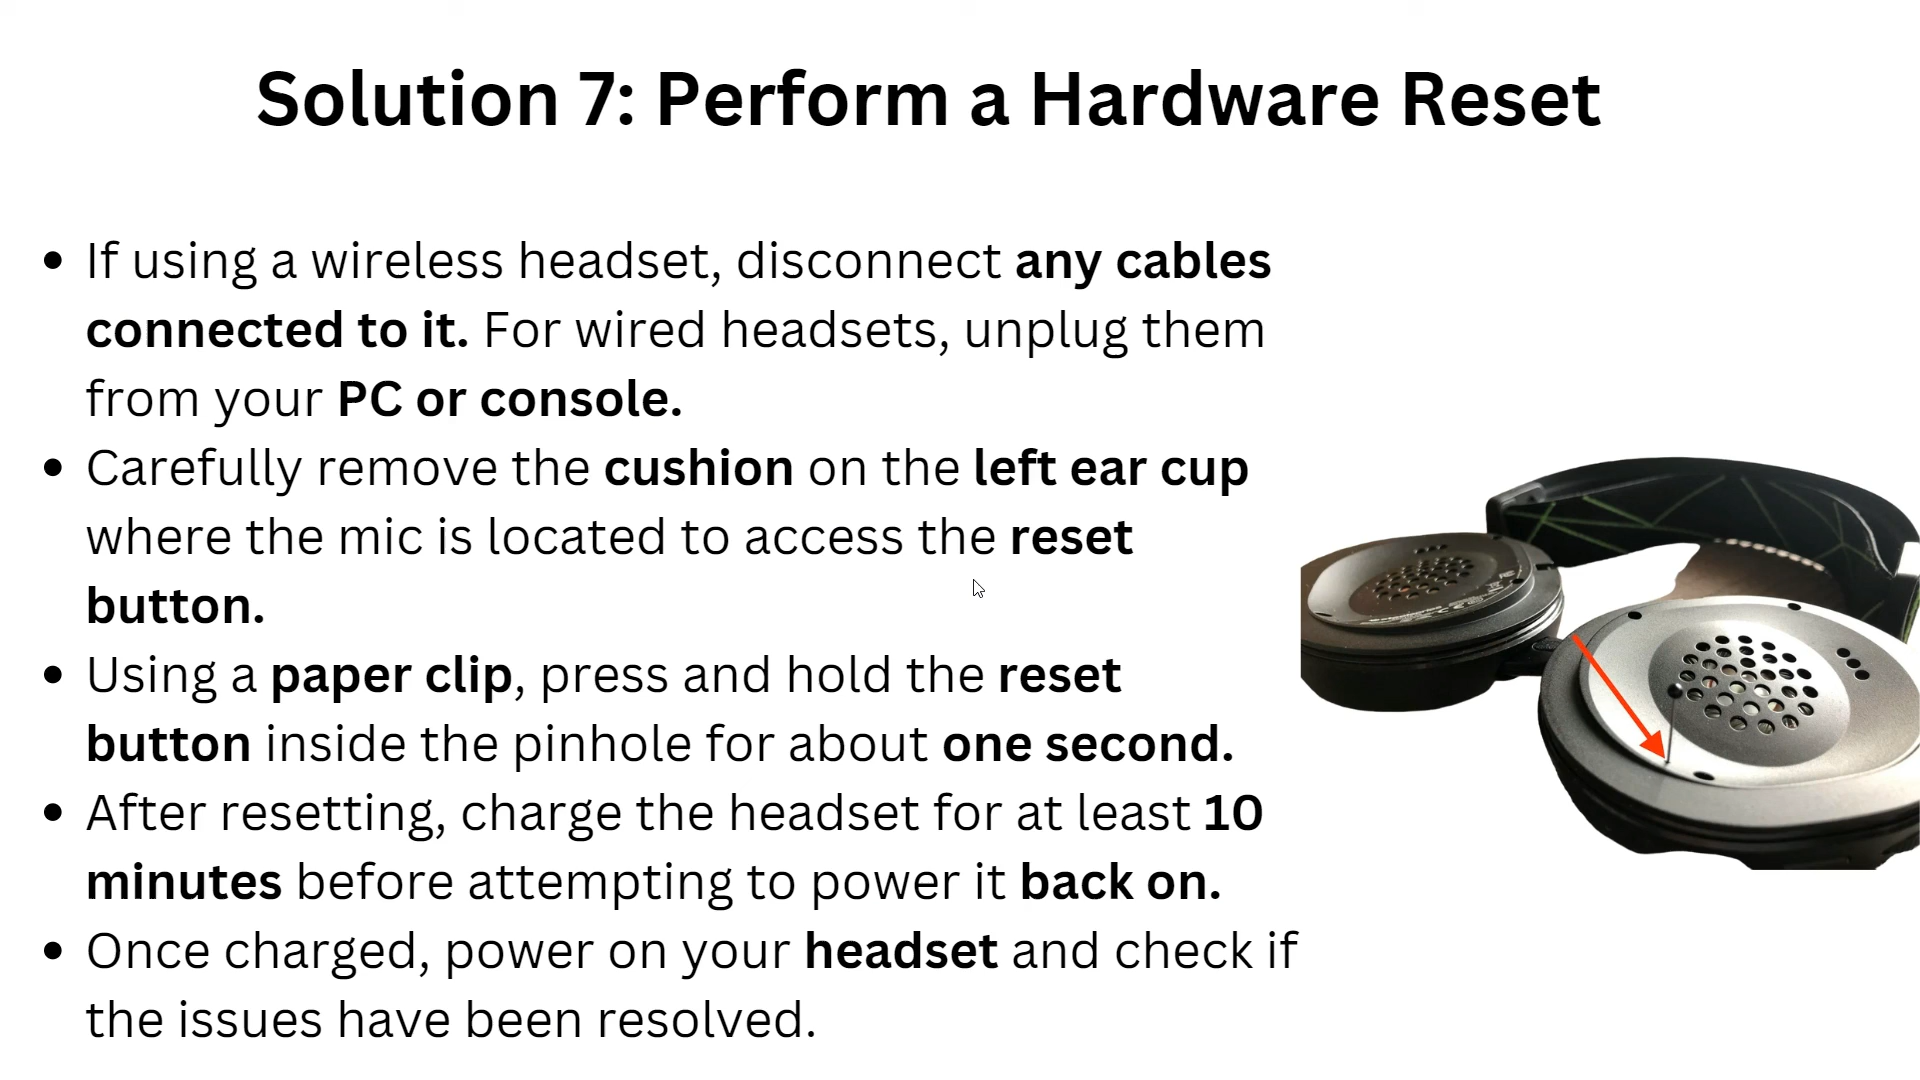 Solution 7: Perform a Hardware Reset
• If using a wireless headset, disconnect any cables
connected to it. For wired headsets, unplug them
from your PC or console.
• Carefully remove the cushion on the left ear cup
where the mic is located to access the reset
button.
• Using a paper clip, press and hold the reset
button inside the pinhole for about one second.
• After resetting, charge the headset for at least 10
minutes before attempting to power it back on.
• Once charged, power on your headset and check if
the issues have been resolved.